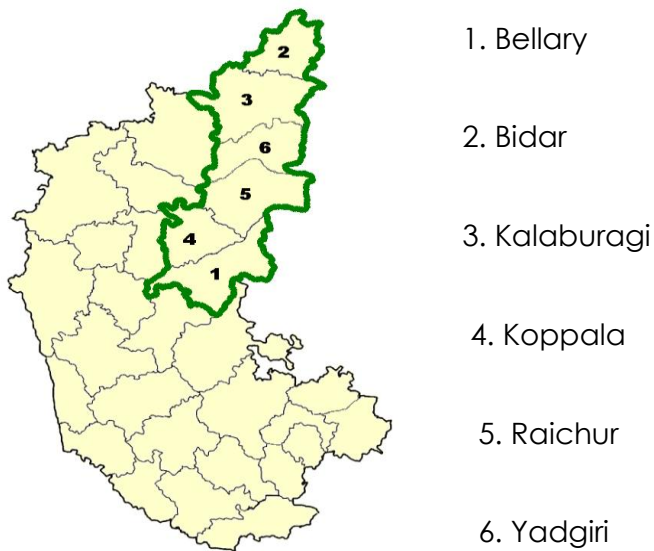 2
3
6
5
4
1
1. Bellary
2. Bidar
3. Kalaburagi
4. Koppala
5. Raichur
6. Yadgiri